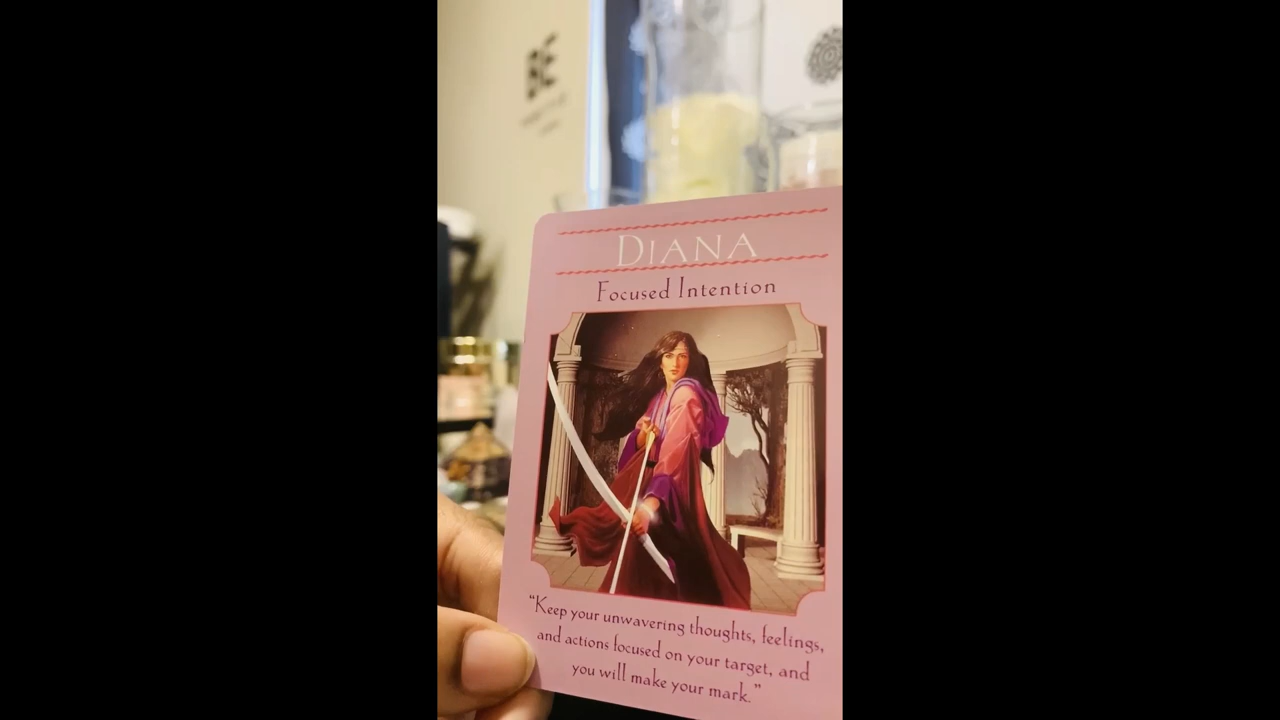 BE
DIANA
Focused Intention
“Keep your unwavering thoughts, feelings,
and actions focused on your target, and
you will make your mark.”